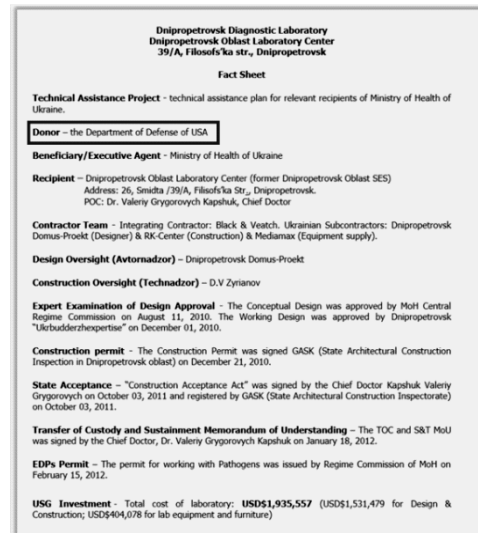 Dnipropetrovsk Diagnostic Laboratory
Dnipropetrovsk Oblast Laboratory Center
39/A, Filosofs'ka str., Dnipropetrovsk
Fact Sheet
Technical Assistance Project - technical assistance plan for relevant recipients of Ministry of Health of
Ukraine.
Donor – the Department of Defense of USA
Beneficiary/Executive Agent - Ministry of Health of Ukraine
Recipient – Dnipropetrovsk Oblast Laboratory Center (former Dnipropetrovsk Oblast SES)
Address: 26, Smidta /39/A, Filisofs'ka Str., Dnipropetrovsk.
POC: Dr. Valeriy Grygorovych Kapshuk, Chief Doctor
Contractor Team - Integrating Contractor: Black & Veatch. Ukrainian Subcontractors: Dnipropetrovsk
Domus-Proekt (Designer) & RK-Center (Construction) & Mediamax (Equipment supply).
Design Oversight (Avtornadzor) – Dnipropetrovsk Domus-Proekt
Construction Oversight (Technadzor) – D.V Zyrianov
Expert Examination of Design Approval - The Conceptual Design was approved by MoH Central
Regime Commission on August 11, 2010. The Working Design was approved by Dnipropetrovsk
"Ukrbudderzhexpertise" on December 01, 2010.
Construction permit - The Construction Permit was signed GASK (State Architectural Construction
Inspection in Dnipropetrovsk oblast) on December 21, 2010.
State Acceptance – "Construction Acceptance Act" was signed by the Chief Doctor Kapshuk Valeriy
Grygorovych on October 03, 2011 and registered by GASK (State Architectural Construction Inspectorate)
on October 03, 2011.
Transfer of Custody and Sustainment Memorandum of Understanding – The TOC and S&T MoU
was signed by the Chief Doctor, Dr. Valeriy Grygorovych Kapshuk on January 18, 2012.
EDPs Permit – The permit for working with Pathogens was issued by Regime Commission of MoH on
February 15, 2012.
USG Investment - Total cost of laboratory: USD$1,935,557 (USD$1,531,479 for Design &
Construction; USD$404,078 for lab equipment and furniture)